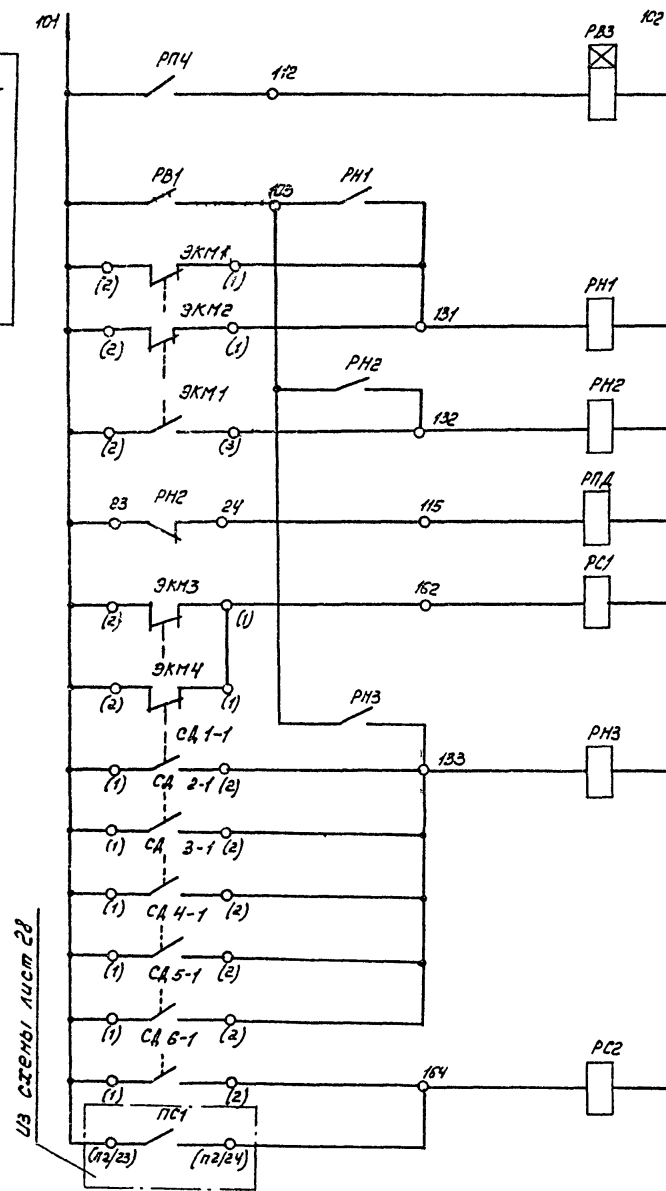 101
102
РВ3
РП4
112
РВ1
103
РН1
ЭКМ1
(2)
(1)
ЭКМ2
131
РН1
(2)
(1)
РН2
ЭКМ1
132
РН2
(2)
(3)
РПД
23
РН2
24
115
РС1
ЭКМ3
162
(2)
(1)
ЭКМ4
(2)
(1)
РН3
СД 1-1
133
РН3
(1)
СД 2-1
(2)
(1)
СД 3-1
(2)
(1)
СД 4-1
(2)
(1)
СД 5-1
(2)
(1)
СД 6-1
(2)
164
РС2
(1)
(2)
ПС1
(П2/23)
(П2/24)
Из схемы лист 28